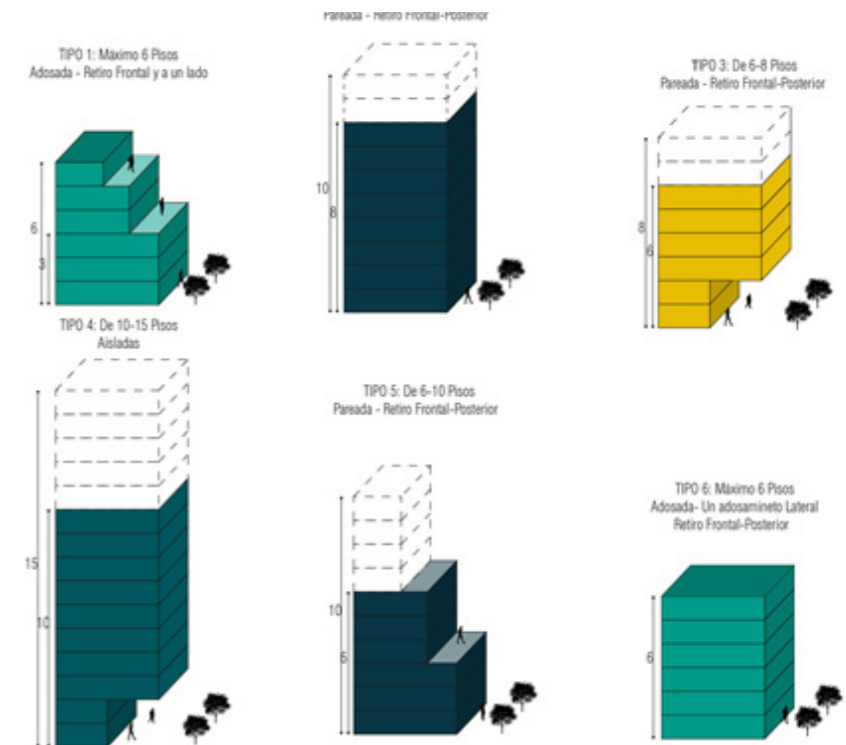 Pareada - Retiro Frontal-Posterior
TIPO 1: Máximo 6 Pisos
Adosada - Retiro Frontal y a un lado
6
3
10
8
TIPO 3: De 6-8 Pisos
Pareada - Retiro Frontal-Posterior
8
6
TIPO 4: De 10-15 Pisos
Aisladas
15
10
TIPO 5: De 6-10 Pisos
Pareada - Retiro Frontal-Posterior
10
6
TIPO 6: Máximo 6 Pisos
Adosada- Un adosamineto Lateral
Retiro Frontal-Posterior
6